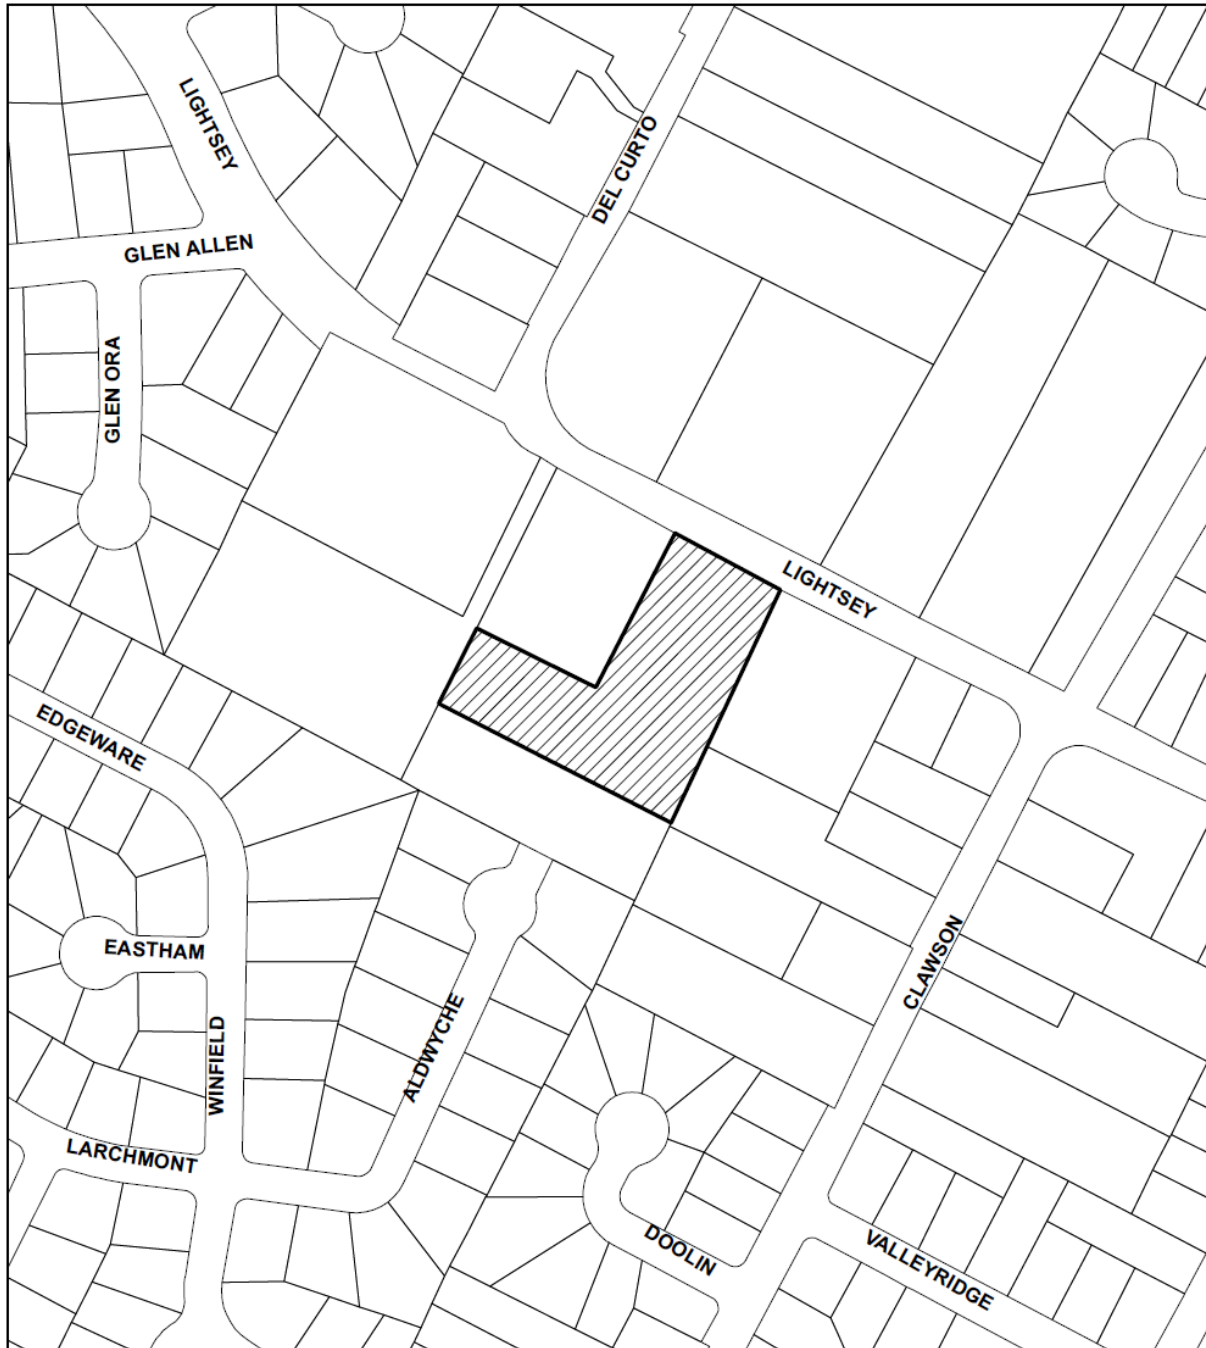 LIGHTSEY
DEL CURTO
GLEN ALLEN
GLEN ORA
LIGHTSEY
EDGEWARE
EASTHAM
CLAWSON
WINFIELD
ALDWYCHE
LARCHMONT
DOOLIN
VALLEYRIDGE